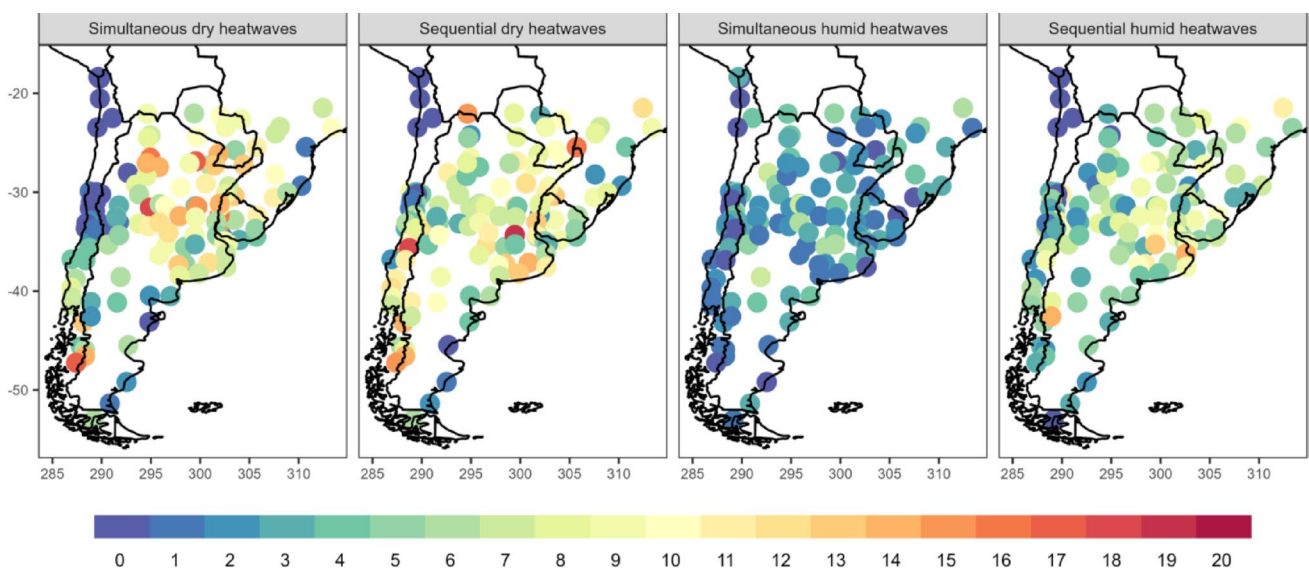 Simultaneous dry heatwaves
Sequential dry heatwaves
Simultaneous humid heatwaves
Sequential humid heatwaves
-20
-30
-40
-50
285 290 295 300 305 310
285 290 295 300 305 310
285 290 295 300 305 310
285 290 295 300 305 310
0 1 2 3 4 5 6 7 8 9 10 11 12 13 14 15 16 17 18 19 20